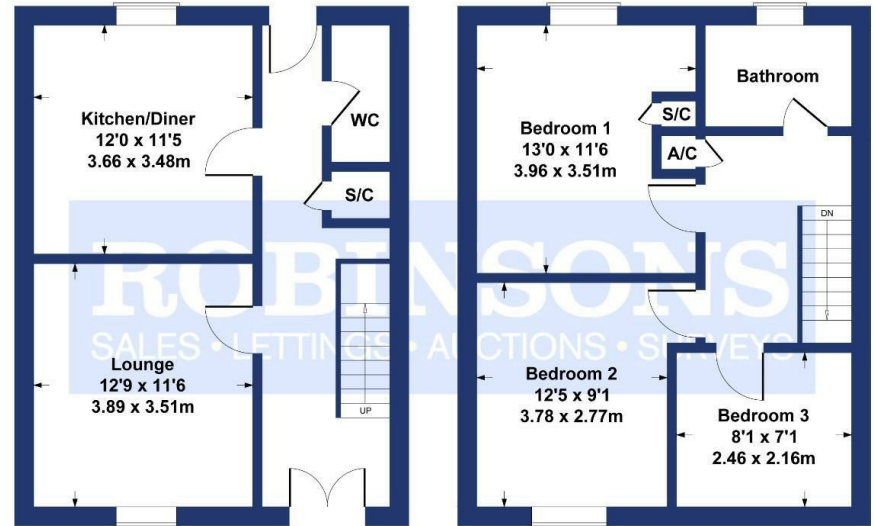 Kitchen/Diner
12'0 x 11'5
3.66 x 3.48m
WC
S/C
Lounge
12'9 x 11'6
3.89 x 3.51m
UP
Bedroom 1
13'0 x 11'6
3.96 x 3.51m
S/C
A/C
Bathroom
DN
Bedroom 2
12'5 x 9'1
3.78 x 2.77m
Bedroom 3
8'1 x 7'1
2.46 x 2.16m
ROBINSONS
SALES • LETTINGS • AUCTIONS • SURVEYS